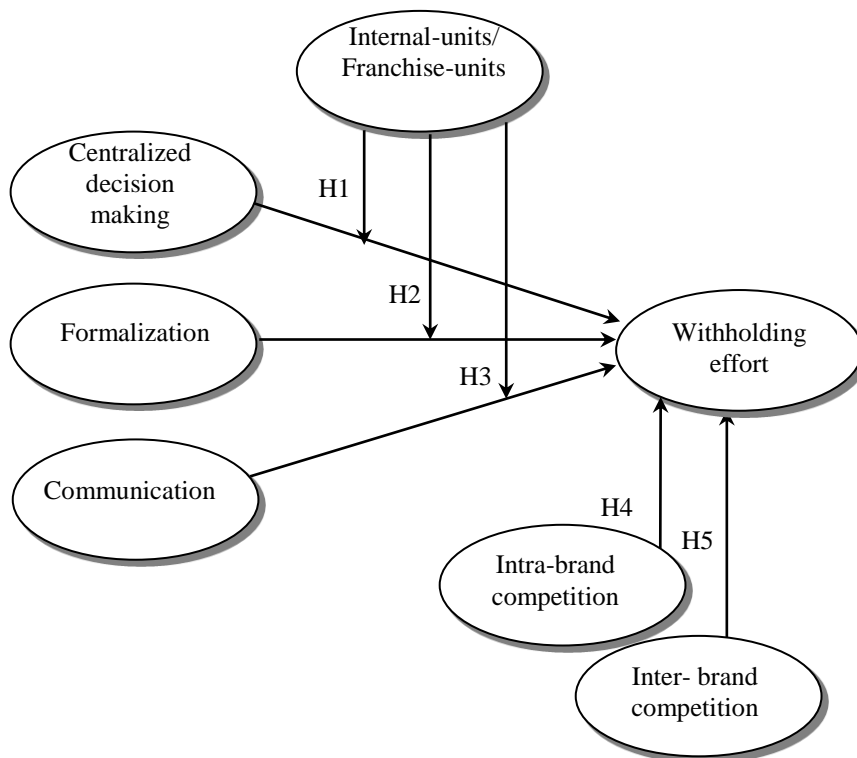 Internal-units/
Franchise-units
Centralized
decision
making
H1
H2
Formalization
Withholding
effort
H3
Communication
H4
H5
Intra-brand
competition
Inter- brand
competition